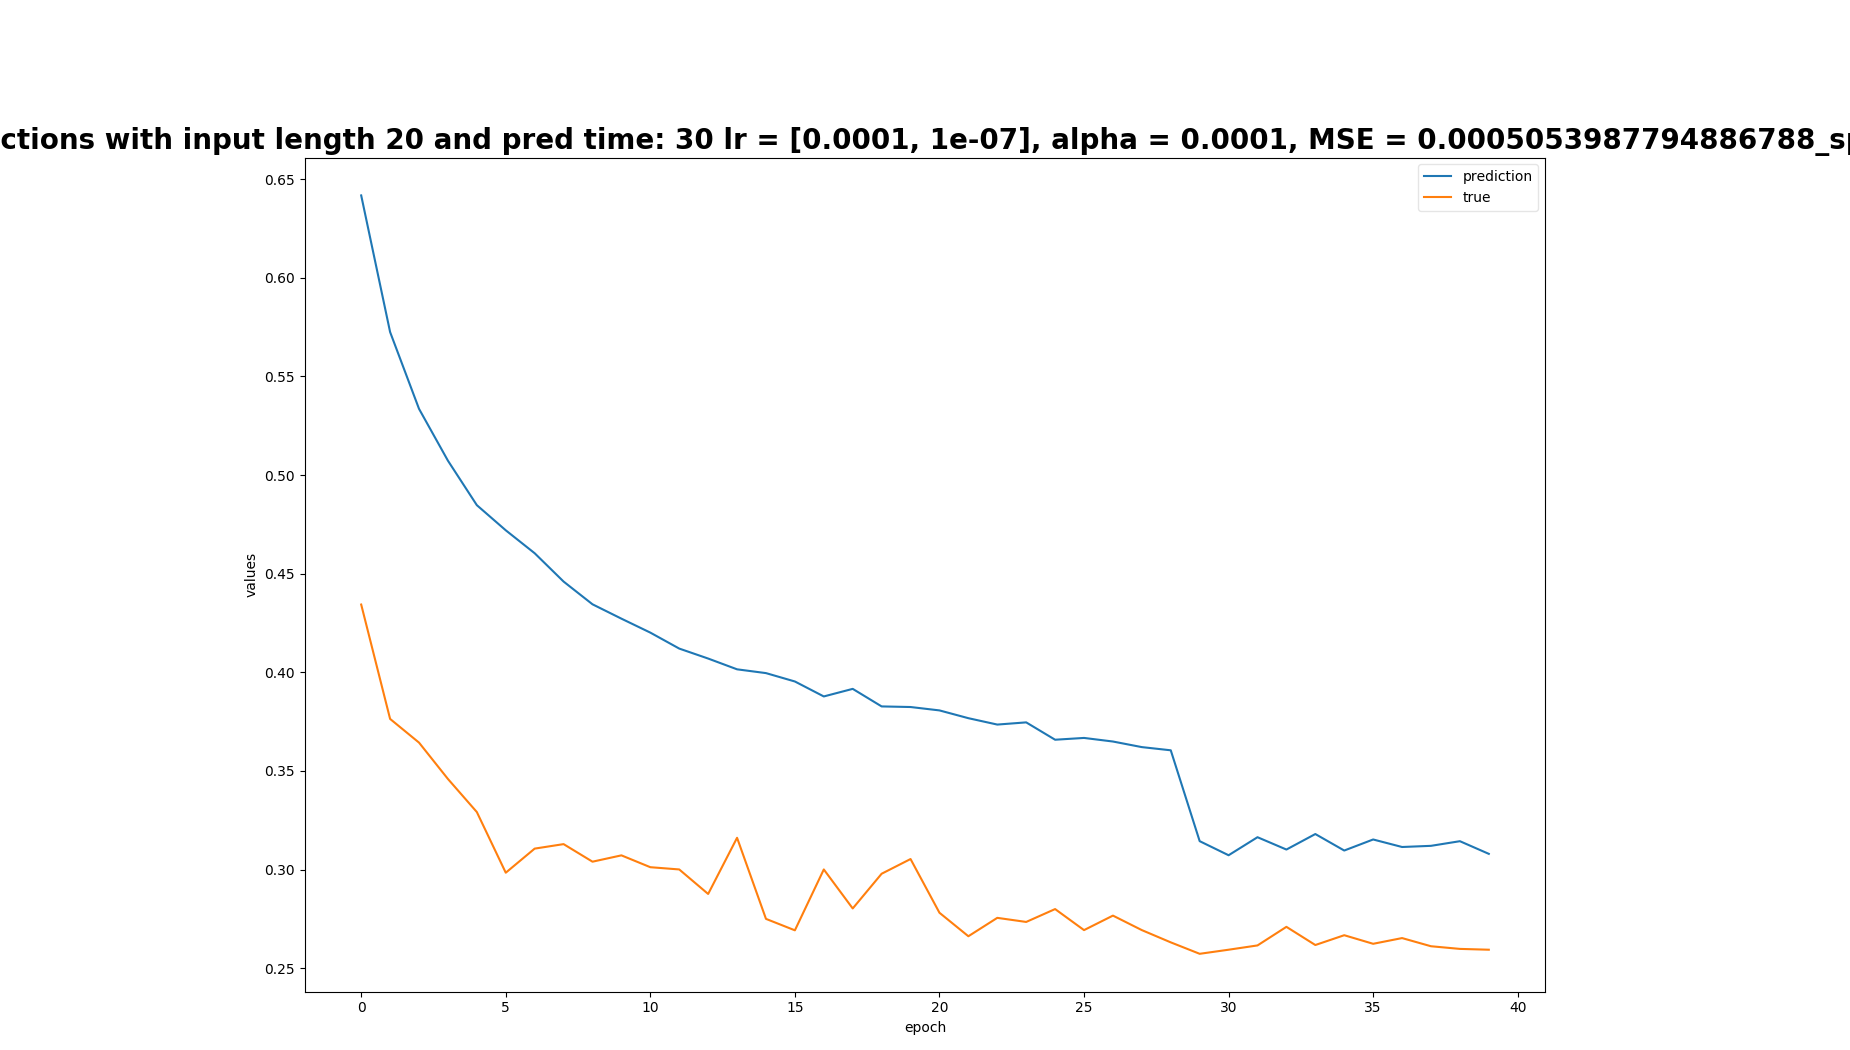 ctions with input length 20 and pred time: 30 lr = [0.0001, 1e-07], alpha = 0.0001, MSE = 0.0005053987794886788_sp
prediction
true
0.65
0.60
0.55
0.50
0.45
0.40
0.35
0.30
0.25
values
0 5 10 15 20 25 30 35 40
epoch